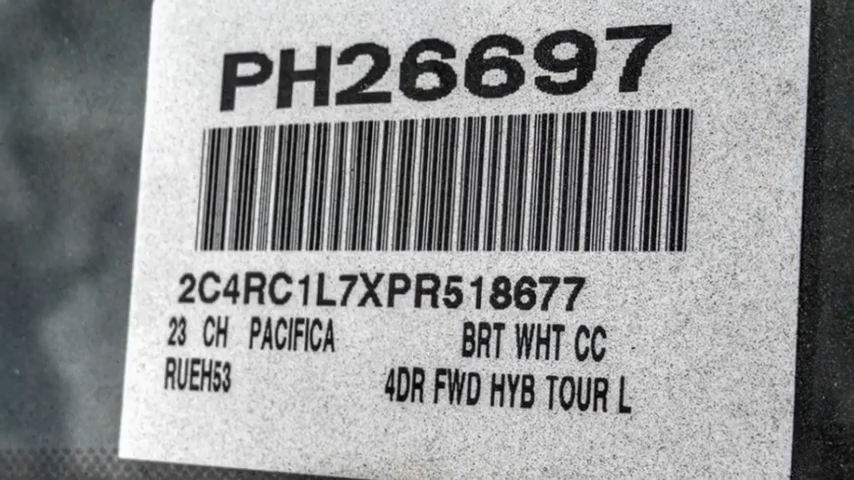 PH26697
2C4RC1L7XPR518677
23 CH PACIFICA BRT WHT CC
RUEH53 4DR FWD HYB TOUR L